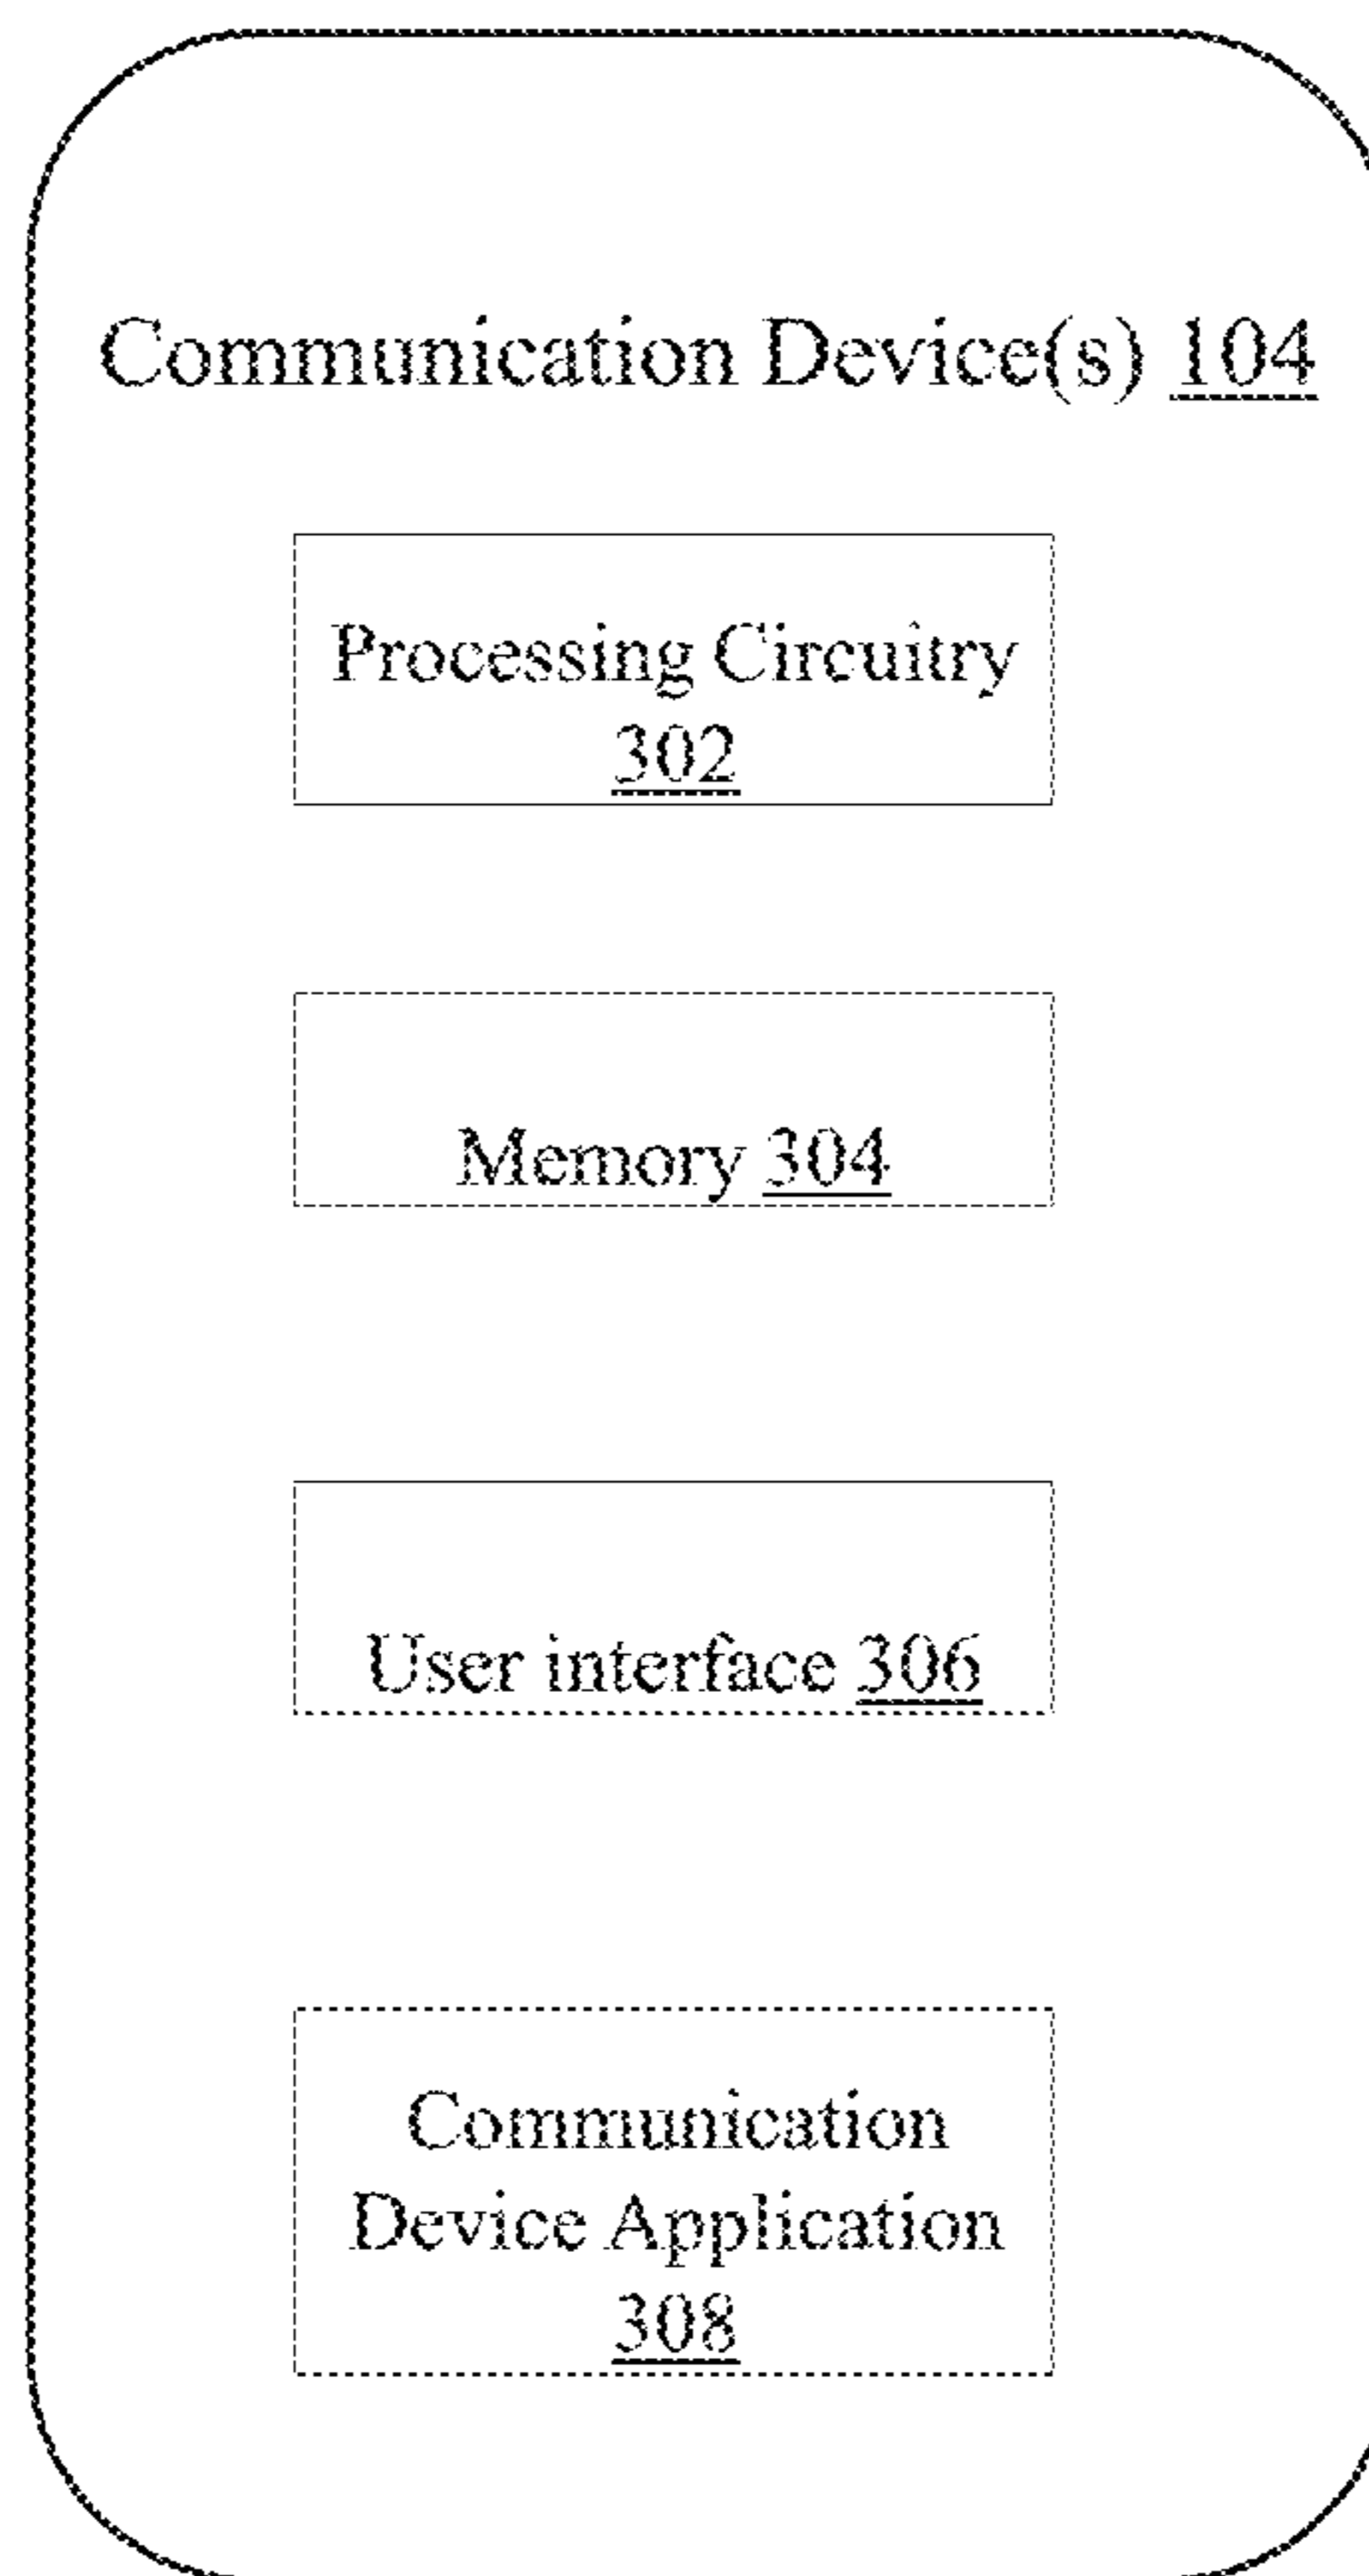 Communication Device(s) 104
Processing Circuitry
302
Memory 304
User interface 306
Communication
Device Application
308